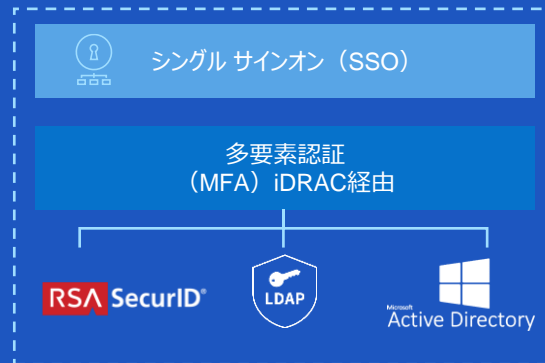 シングル サインオン（SSO）
多要素認証
（MFA）iDRAC経由
RSA SecurID®
LDAP
Microsoft
Active Directory